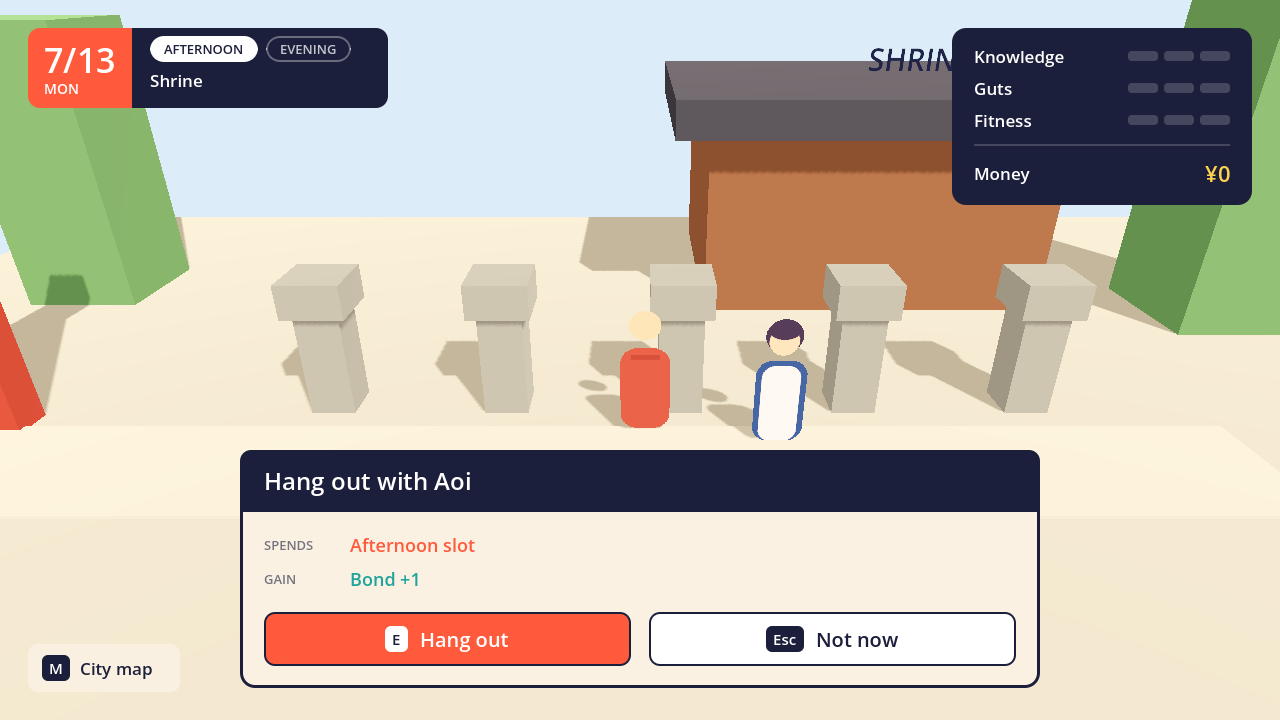 7/13
MON
AFTERNOON
EVENING
Shrine
SHRIN
Knowledge
Guts
Fitness
Money ¥0
Hang out with Aoi
SPENDS Afternoon slot
GAIN Bond +1
E Hang out
Esc Not now
M City map